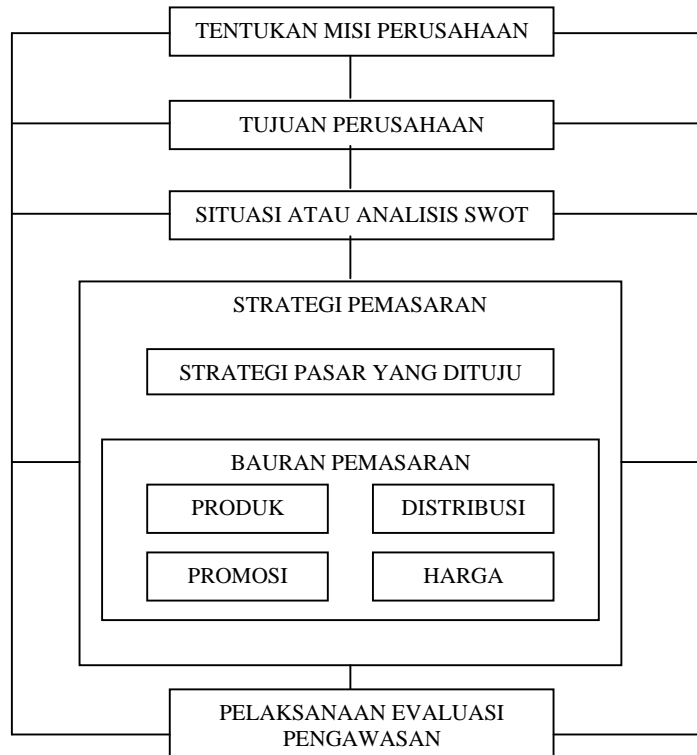 TENTUKAN MISI PERUSAHAAN
TUJUAN PERUSAHAAN
SITUASI ATAU ANALISIS SWOT
STRATEGI PEMASARAN
STRATEGI PASAR YANG DITUJU
BAURAN PEMASARAN
PRODUK
DISTRIBUSI
PROMOSI
HARGA
PELAKSANAAN EVALUASI
PENGAWASAN